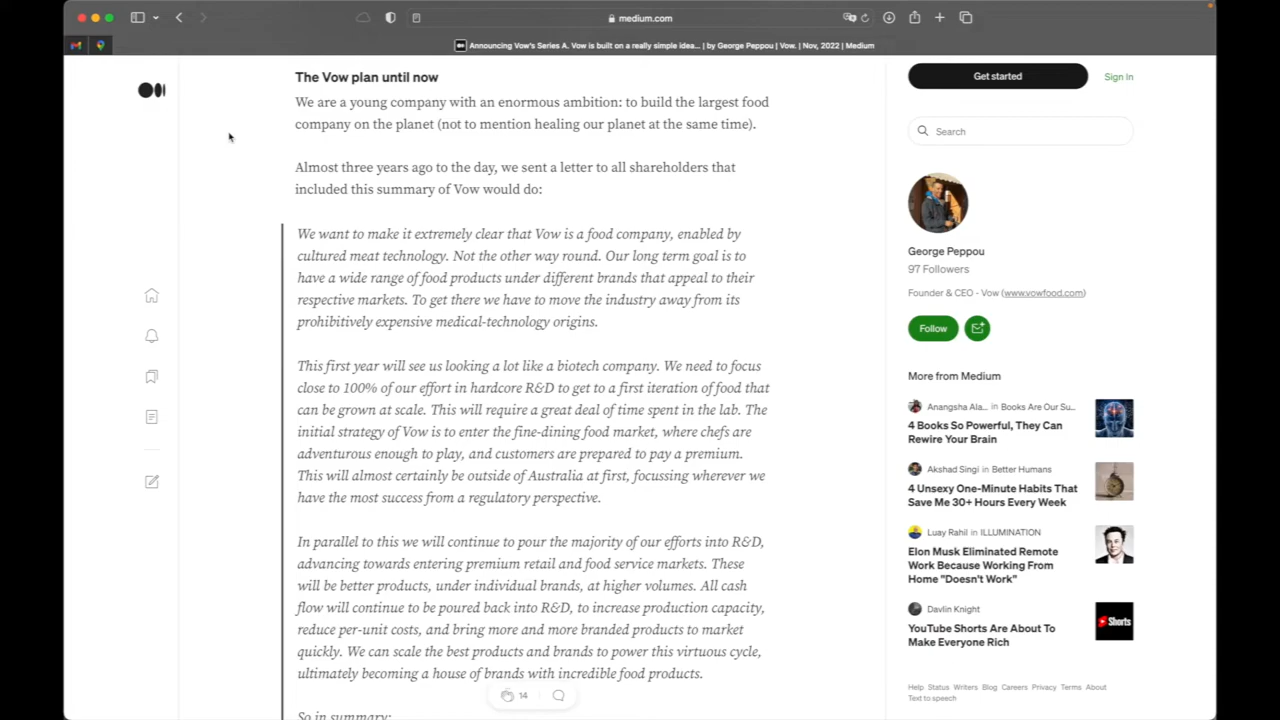 medium.com
Announcing Vow's Series A. Vow is built on a really simple idea... | by George Peppou | Vow. | Nov, 2022 | Medium
The Vow plan until now
We are a young company with an enormous ambition: to build the largest food
company on the planet (not to mention healing our planet at the same time).
Almost three years ago to the day, we sent a letter to all shareholders that
included this summary of Vow would do:
We want to make it extremely clear that Vow is a food company, enabled by
cultured meat technology. Not the other way round. Our long term goal is to
have a wide range of food products under different brands that appeal to their
respective markets. To get there we have to move the industry away from its
prohibitively expensive medical-technology origins.
This first year will see us looking a lot like a biotech company. We need to focus
close to 100% of our effort in hardcore R&D to get to a first iteration of food that
can be grown at scale. This will require a great deal of time spent in the lab. The
initial strategy of Vow is to enter the fine-dining food market, where chefs are
adventurous enough to play, and customers are prepared to pay a premium.
This will almost certainly be outside of Australia at first, focussing wherever we
have the most success from a regulatory perspective.
In parallel to this we will continue to pour the majority of our efforts into R&D,
advancing towards entering premium retail and food service markets. These
will be better products, under individual brands, at higher volumes. All cash
flow will continue to be poured back into R&D, to increase production capacity,
reduce per-unit costs, and bring more and more branded products to market
quickly. We can scale the best products and brands to power this virtuous cycle,
ultimately becoming a house of brands with incredible food products.
14
So in summary:
Get started
Sign In
Search
George Peppou
97 Followers
Founder & CEO - Vow (www.vowfood.com)
Follow
More from Medium
Anangsha Ala... in Books Are Our Su...
4 Books So Powerful, They Can
Rewire Your Brain
Akshad Singi in Better Humans
4 Unsexy One-Minute Habits That
Save Me 30+ Hours Every Week
Luay Rahil in ILLUMINATION
Elon Musk Eliminated Remote
Work Because Working From
Home "Doesn't Work"
Davlin Knight
YouTube Shorts Are About To
Make Everyone Rich
Shorts
Help Status Writers Blog Careers Privacy Terms About
Text to speech